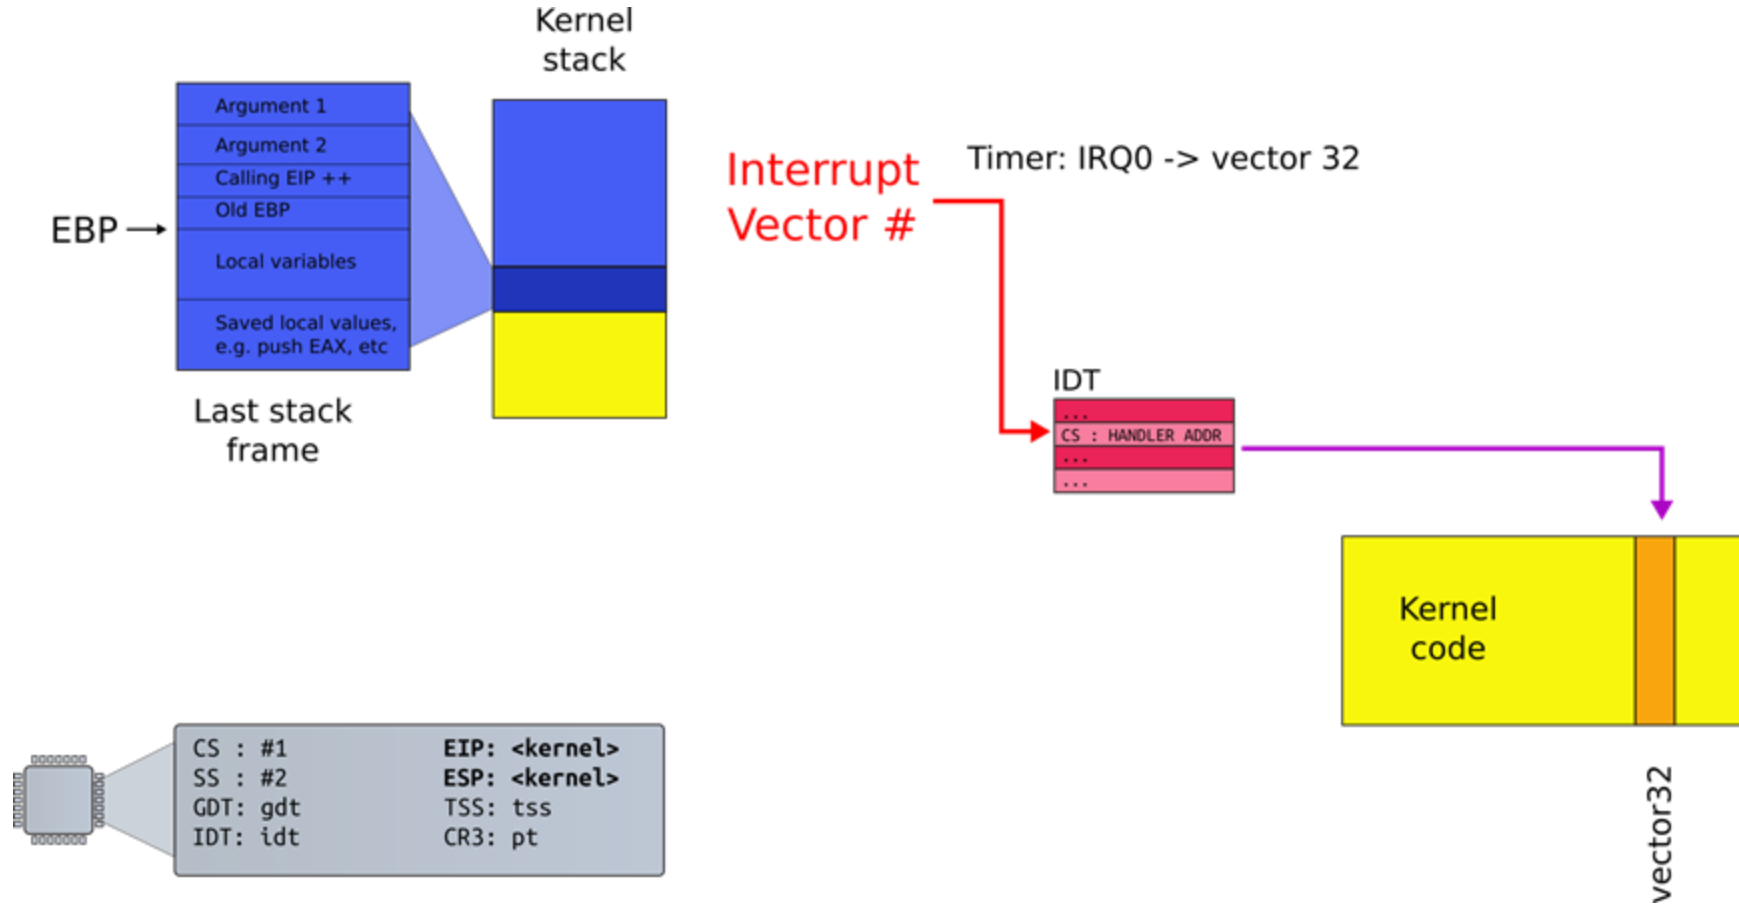 Kernel
stack
Argument 1
Argument 2
Calling EIP ++
Old EBP
EBP
Local variables
Saved local values,
e.g. push EAX, etc
Last stack
frame
Interrupt
Vector #
Timer: IRQ0 -> vector 32
IDT
...
CS : HANDLER ADDR
...
...
Kernel
code
vector32
CS : #1 EIP: <kernel>
SS : #2 ESP: <kernel>
GDT: gdt TSS: tss
IDT: idt CR3: pt